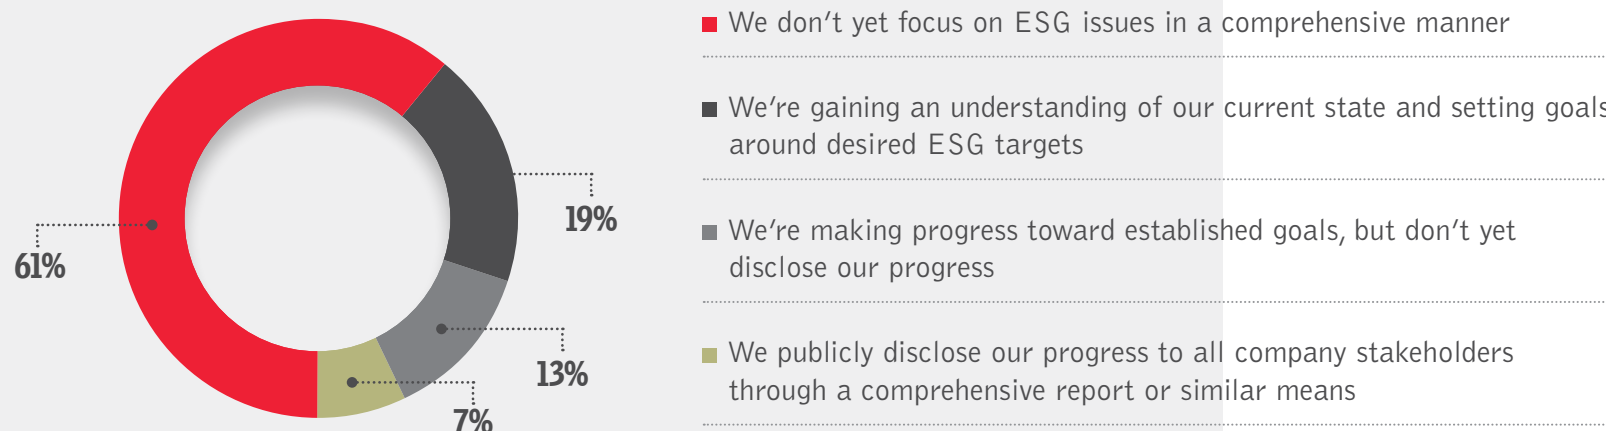 We don't yet focus on ESG issues in a comprehensive manner
We're gaining an understanding of our current state and setting goals
around desired ESG targets
19%
We're making progress toward established goals, but don't yet
disclose our progress
61%
We publicly disclose our progress to all company stakeholders
through a comprehensive report or similar means
13%
7%